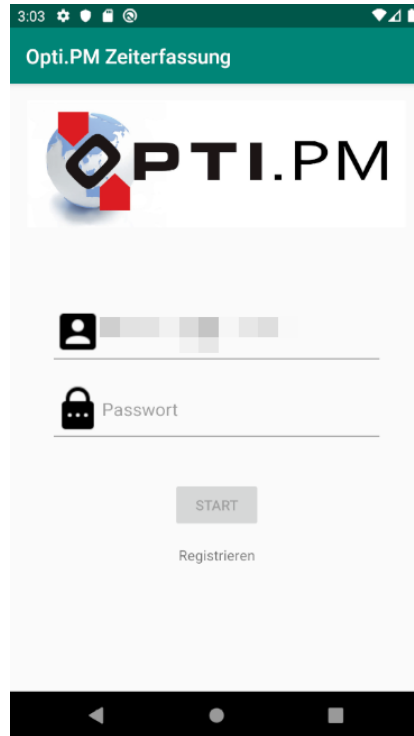 3:03
Opti.PM Zeiterfassung
OPTI.PM
Passwort
START
Registrieren